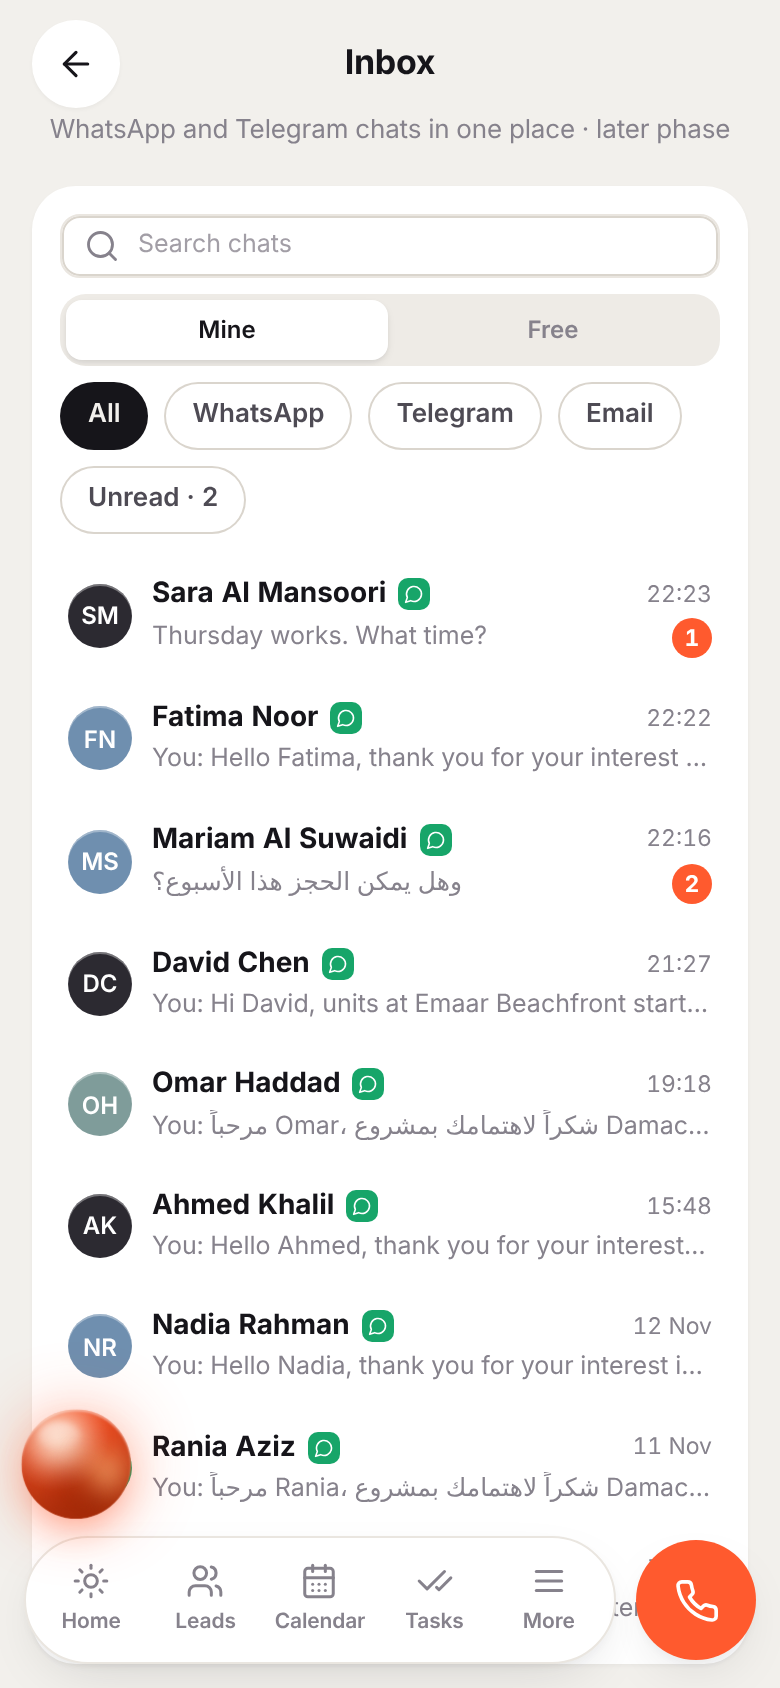 Inbox
WhatsApp and Telegram chats in one place · later phase
Search chats
Mine Free
All WhatsApp Telegram Email
Unread · 2
SM Sara Al Mansoori 22:23
Thursday works. What time? 1
FN Fatima Noor 22:22
You: Hello Fatima, thank you for your interest ...
MS Mariam Al Suwaidi 22:16
وهل يمكن الحجز هذا الأسبوع؟ 2
DC David Chen 21:27
You: Hi David, units at Emaar Beachfront start...
OH Omar Haddad 19:18
You: مرحباً Omar، شكراً لاهتمامك بمشروع Damac...
AK Ahmed Khalil 15:48
You: Hello Ahmed, thank you for your interest...
NR Nadia Rahman 12 Nov
You: Hello Nadia, thank you for your interest i...
Rania Aziz 11 Nov
You: مرحباً Rania، شكراً لاهتمامك بمشروع Damac...
Home Leads Calendar Tasks More